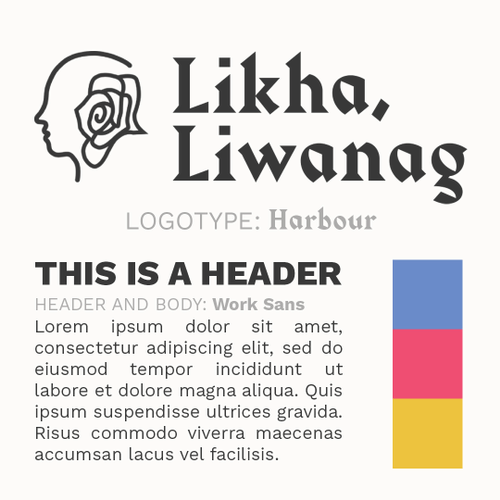 Likha,
Liwanag
LOGOTYPE: Harbour
THIS IS A HEADER
HEADER AND BODY: Work Sans
Lorem ipsum dolor sit amet,
consectetur adipiscing elit, sed do
eiusmod tempor incididunt ut
labore et dolore magna aliqua. Quis
ipsum suspendisse ultrices gravida.
Risus commodo viverra maecenas
accumsan lacus vel facilisis.